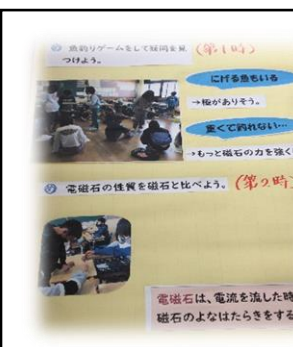 魚釣りゲームをして疑問を見
つけよう。
(第1時)
にげる魚もいる
→極がありそう。
重くて釣れない…
→もっと磁石の力を強く
電磁石の性質を磁石と比べよう。(第2時)
電磁石は、電流を流した時
磁石のよなはたらきをする